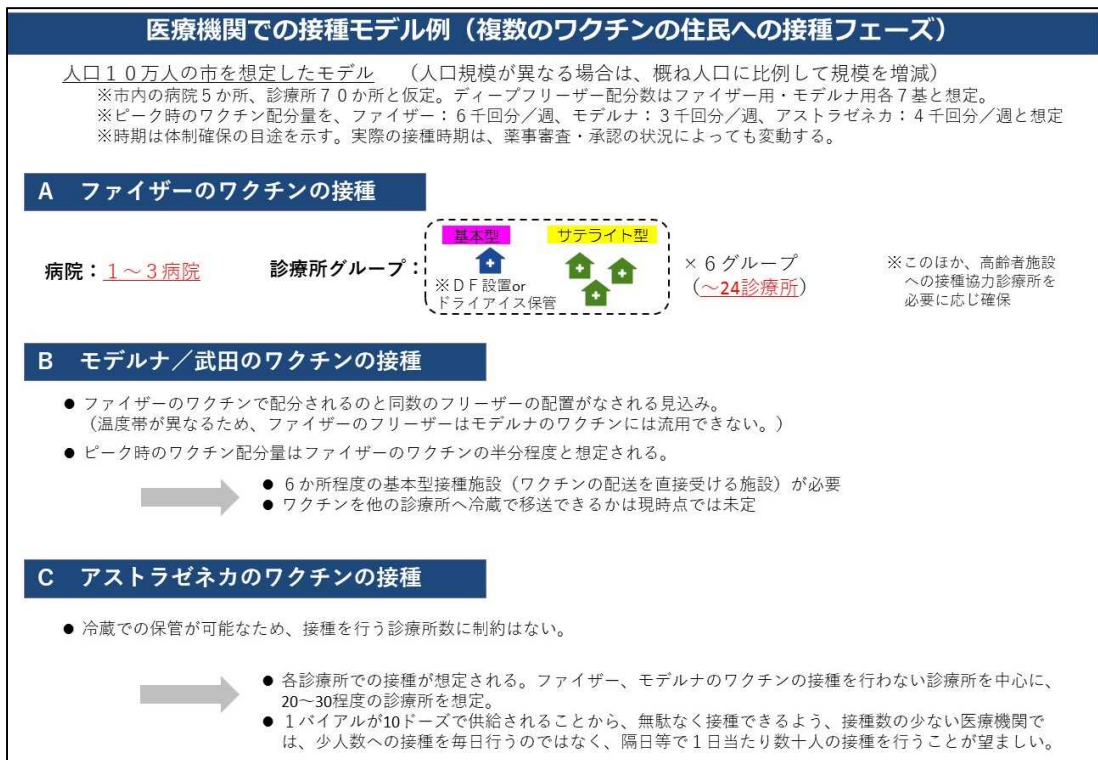 医療機関での接種モデル例（複数のワクチンの住民への接種フェーズ）
人口１０万人の市を想定したモデル　（人口規模が異なる場合は、概ね人口に比例して規模を増減）
※市内の病院５か所、診療所７０か所と仮定。ディープフリーザー配分数はファイザー用・モデルナ用各７基と想定。
※ピーク時のワクチン配分量を、ファイザー：６千回分／週、モデルナ：３千回分／週、アストラゼネカ：４千回分／週と想定
※時期は体制確保の目途を示す。実際の接種時期は、薬事審査・承認の状況によっても変動する。
A　ファイザーのワクチンの接種
病院：１～３病院
診療所グループ：
基本型
※ＤＦ設置or
ドライアイス保管
サテライト型
×６グループ
（～24診療所）
※このほか、高齢者施設
への接種協力診療所を
必要に応じ確保
B　モデルナ／武田のワクチンの接種
● ファイザーのワクチンで配分されるのと同数のフリーザーの配置がなされる見込み。
（温度帯が異なるため、ファイザーのフリーザーはモデルナのワクチンには流用できない。）
● ピーク時のワクチン配分量はファイザーのワクチンの半分程度と想定される。
● ６か所程度の基本型接種施設（ワクチンの配送を直接受ける施設）が必要
● ワクチンを他の診療所へ冷蔵で移送できるかは現時点では未定
C　アストラゼネカのワクチンの接種
● 冷蔵での保管が可能なため、接種を行う診療所数に制約はない。
● 各診療所での接種が想定される。ファイザー、モデルナのワクチンの接種を行わない診療所を中心に、
20～30程度の診療所を想定。
● １バイアルが10ドーズで供給されることから、無駄なく接種できるよう、接種数の少ない医療機関で
は、少人数への接種を毎日行うのではなく、隔日等で１日当たり数十人の接種を行うことが望ましい。